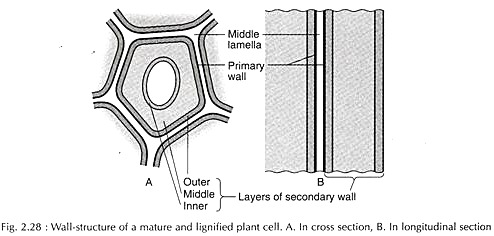 Middle
lamella
Primary
wall
A
B
Outer
Middle
Inner
Layers of secondary wall
Fig. 2.28 : Wall-structure of a mature and lignified plant cell. A. In cross section, B. In longitudinal section